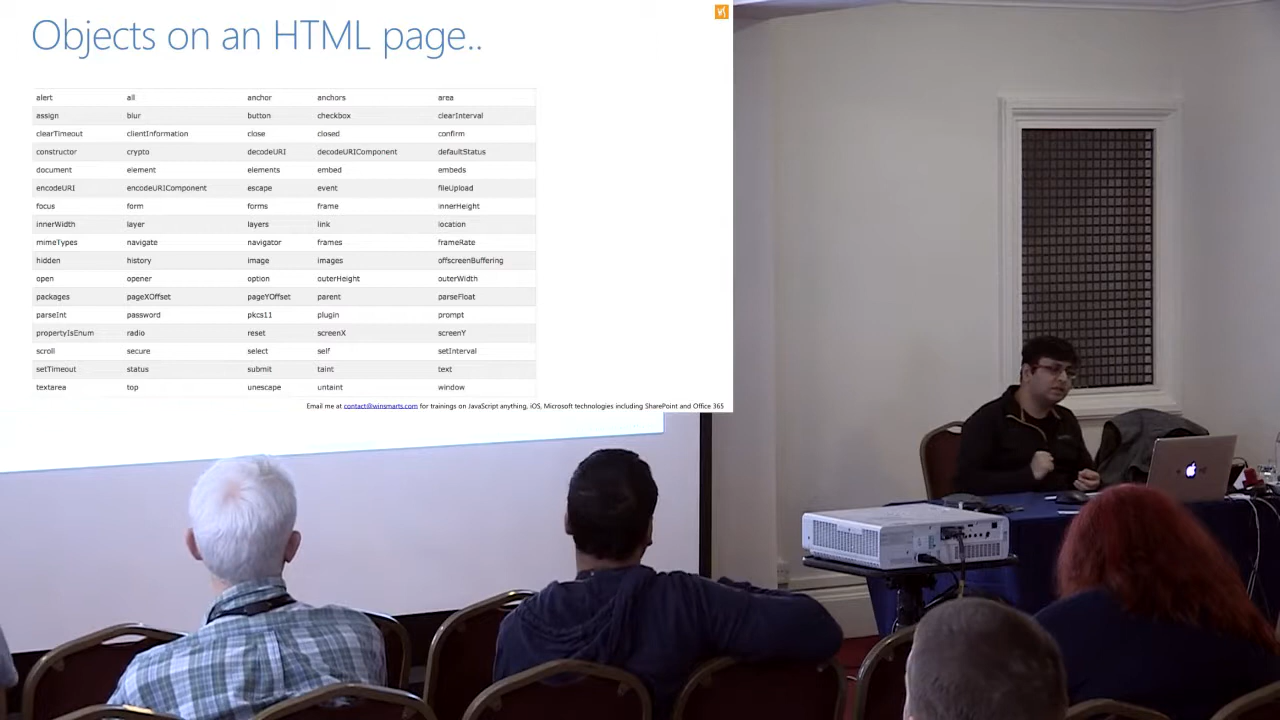 Objects on an HTML page..
alert all anchor anchors area
assign blur button checkbox clearInterval
clearTimeout clientInformation close closed confirm
constructor crypto decodeURI decodeURIComponent defaultStatus
document element elements embed embeds
encodeURI encodeURIComponent escape event fileUpload
focus form forms frame innerHeight
innerWidth layer layers link location
mimeTypes navigate navigator frames frameRate
hidden history image images offscreenBuffering
open opener option outerHeight outerWidth
packages pageXOffset pageYOffset parent parseFloat
parseInt password pkcs11 plugin prompt
propertyIsEnum radio reset screenX screenY
scroll secure select self setInterval
setTimeout status submit taint text
textarea top unescape untaint window
Email me at contact@winsmarts.com for trainings on JavaScript anything, iOS, Microsoft technologies including SharePoint and Office 365